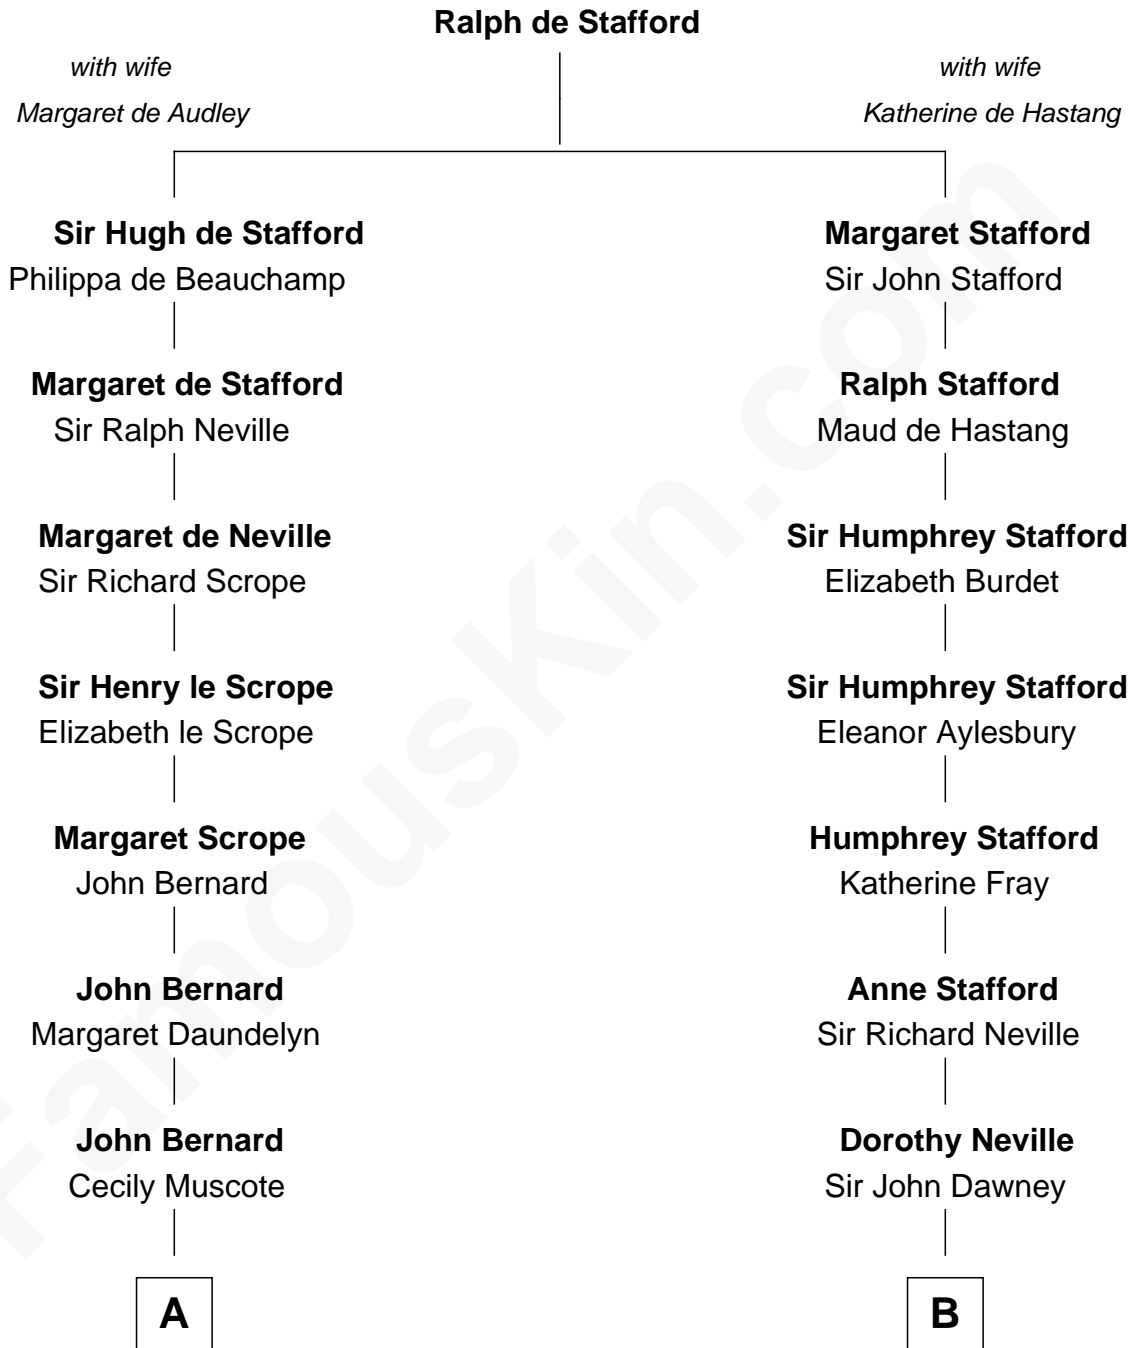 Ralph de Stafford
with wife
Margaret de Audley
with wife
Katherine de Hastang
Sir Hugh de Stafford
Philippa de Beauchamp
Margaret Stafford
Sir John Stafford
Margaret de Stafford
Sir Ralph Neville
Ralph Stafford
Maud de Hastang
Margaret de Neville
Sir Richard Scrope
Sir Humphrey Stafford
Elizabeth Burdet
Sir Henry le Scrope
Elizabeth le Scrope
Sir Humphrey Stafford
Eleanor Aylesbury
Margaret Scrope
John Bernard
Humphrey Stafford
Katherine Fray
John Bernard
Margaret Daundelyn
Anne Stafford
Sir Richard Neville
John Bernard
Cecily Muscote
Dorothy Neville
Sir John Dawney
A
B
FamousKin.com